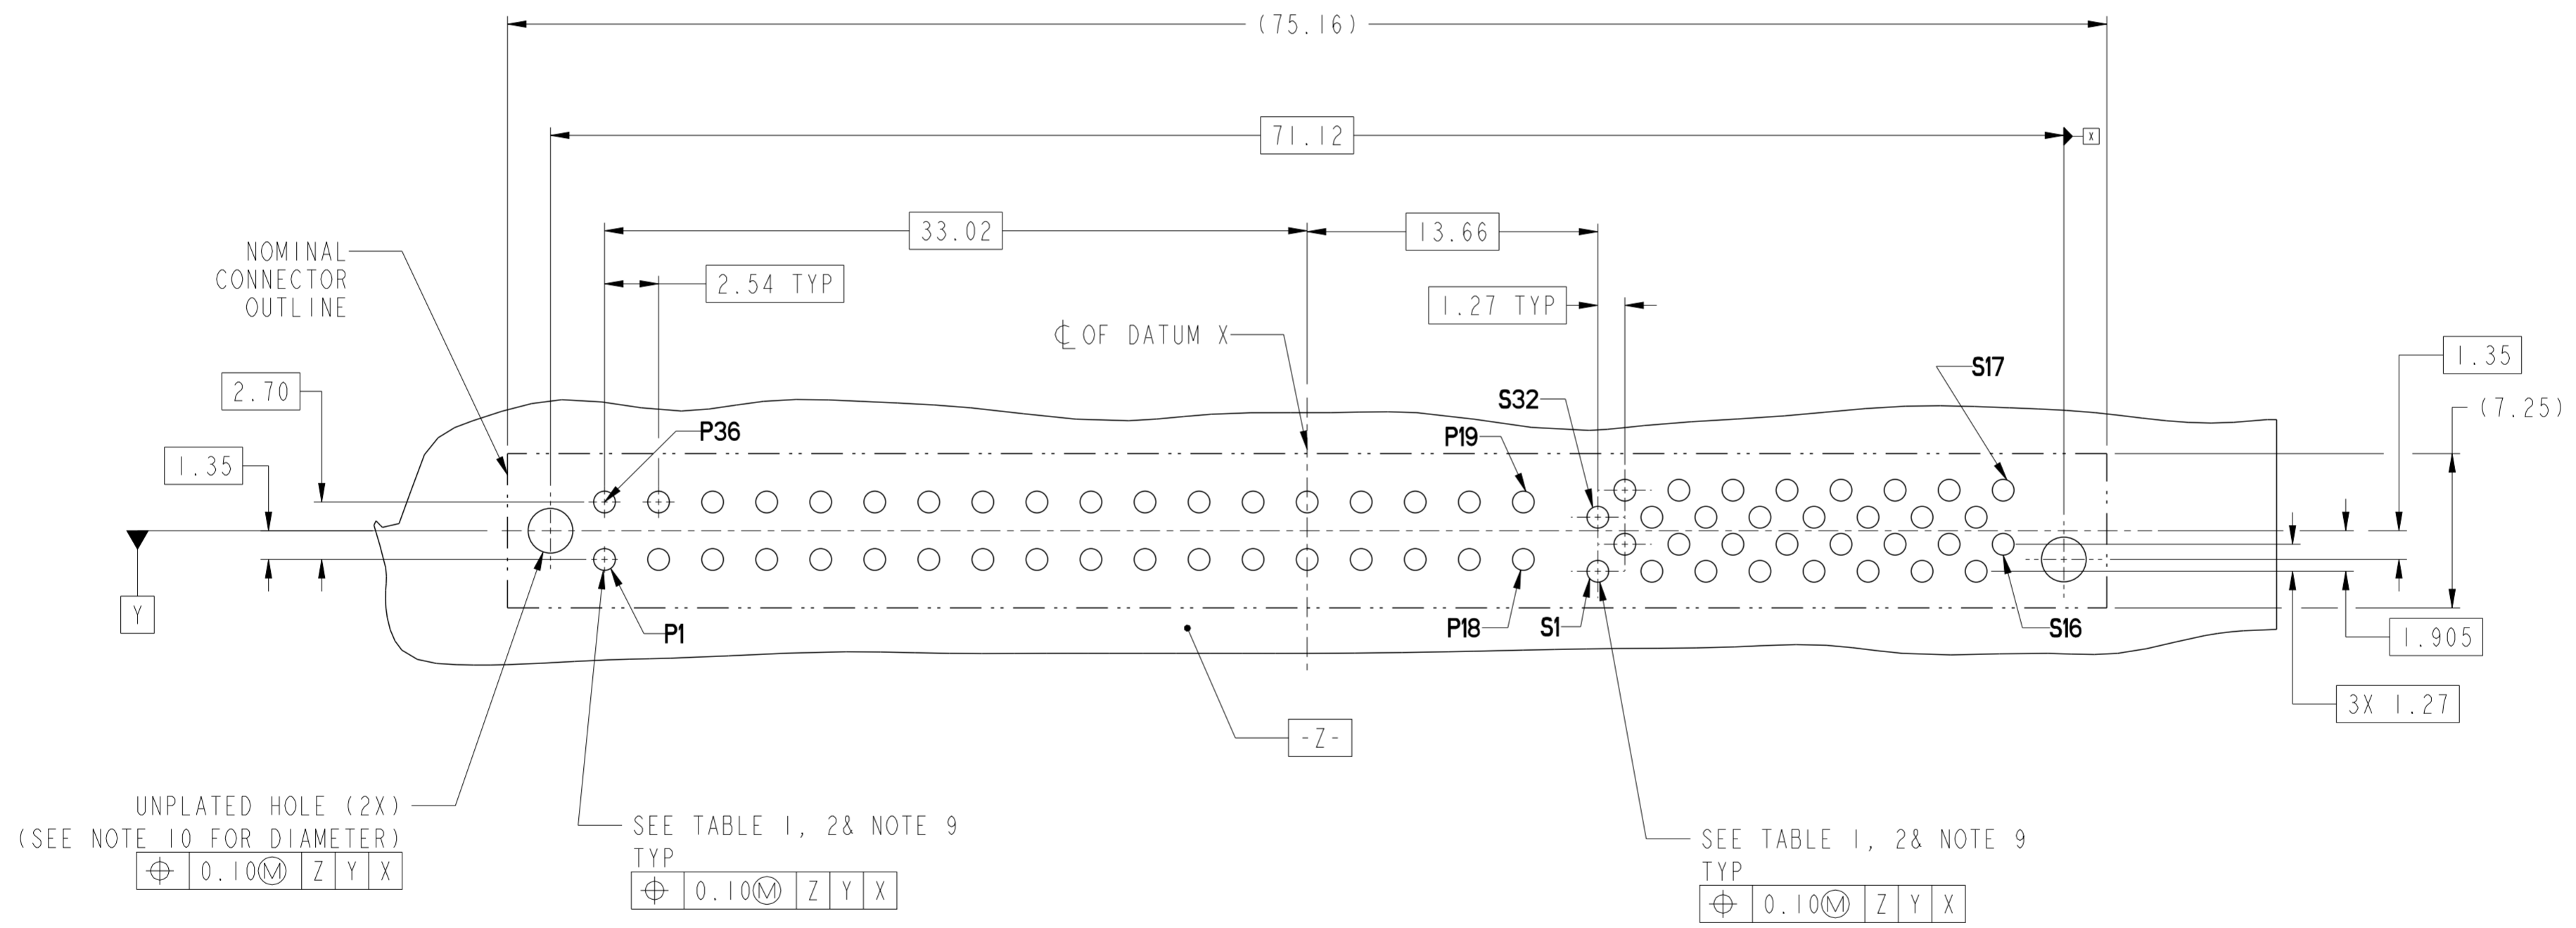 (75.16)
71.12
X
33.02
13.66
NOMINAL
CONNECTOR
OUTLINE
2.54 TYP
1.27 TYP
℄ OF DATUM X
1.35
2.70
S17
S32
(7.25)
P36
P19
1.35
Y
P1
P18
S1
S16
1.905
3X 1.27
-Z-
UNPLATED HOLE (2X)
(SEE NOTE 10 FOR DIAMETER)
⌖ 0.10Ⓜ Z Y X
SEE TABLE 1, 2& NOTE 9
TYP
⌖ 0.10Ⓜ Z Y X
SEE TABLE 1, 2& NOTE 9
TYP
⌖ 0.10Ⓜ Z Y X